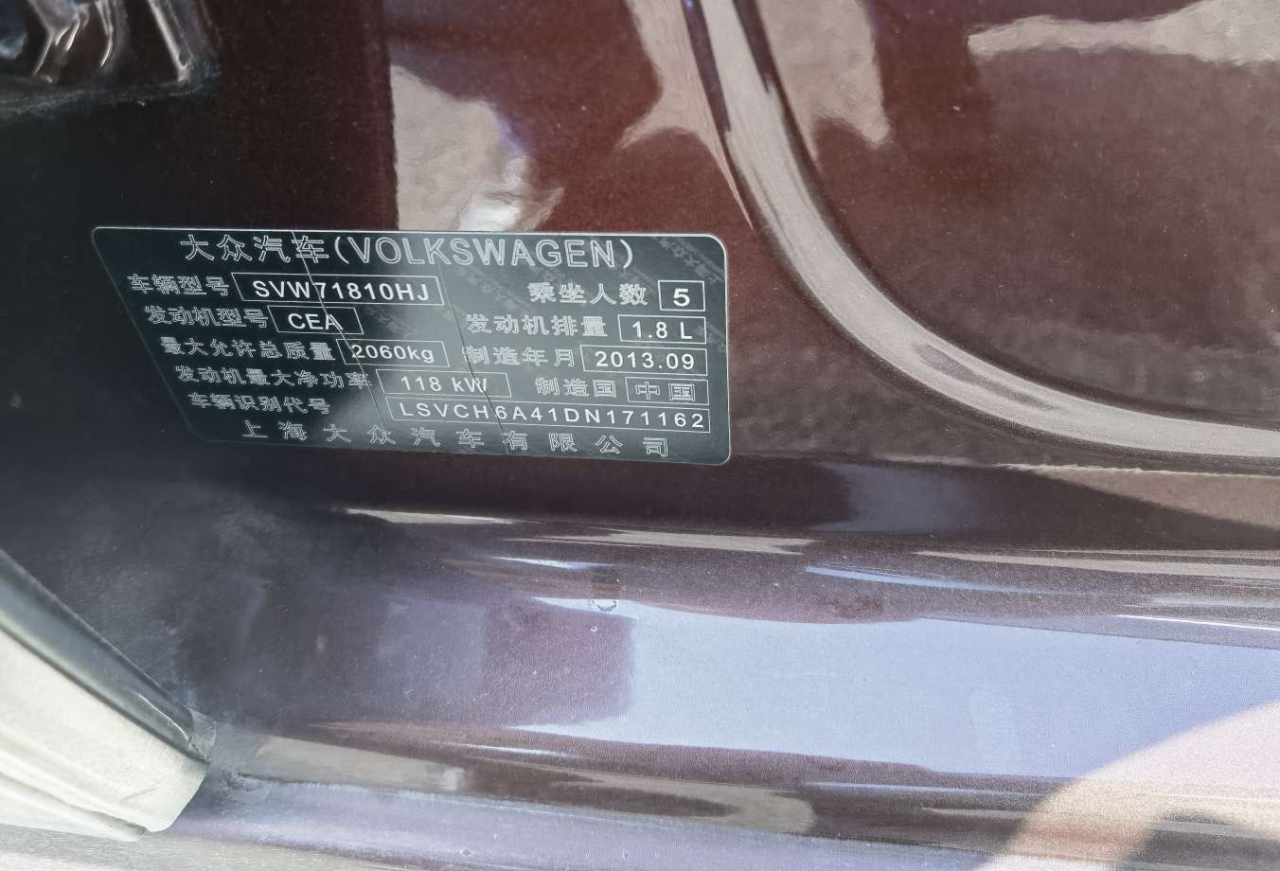 大众汽车(VOLKSWAGEN)
车辆型号 SVW71810HJ 乘坐人数 5
发动机型号 CEA 发动机排量 1.8 L
最大允许总质量 2060kg 制造年月 2013.09
发动机最大净功率 118 kW 制造国 中国
车辆识别代号 LSVCH6A41DN171162
上海大众汽车有限公司